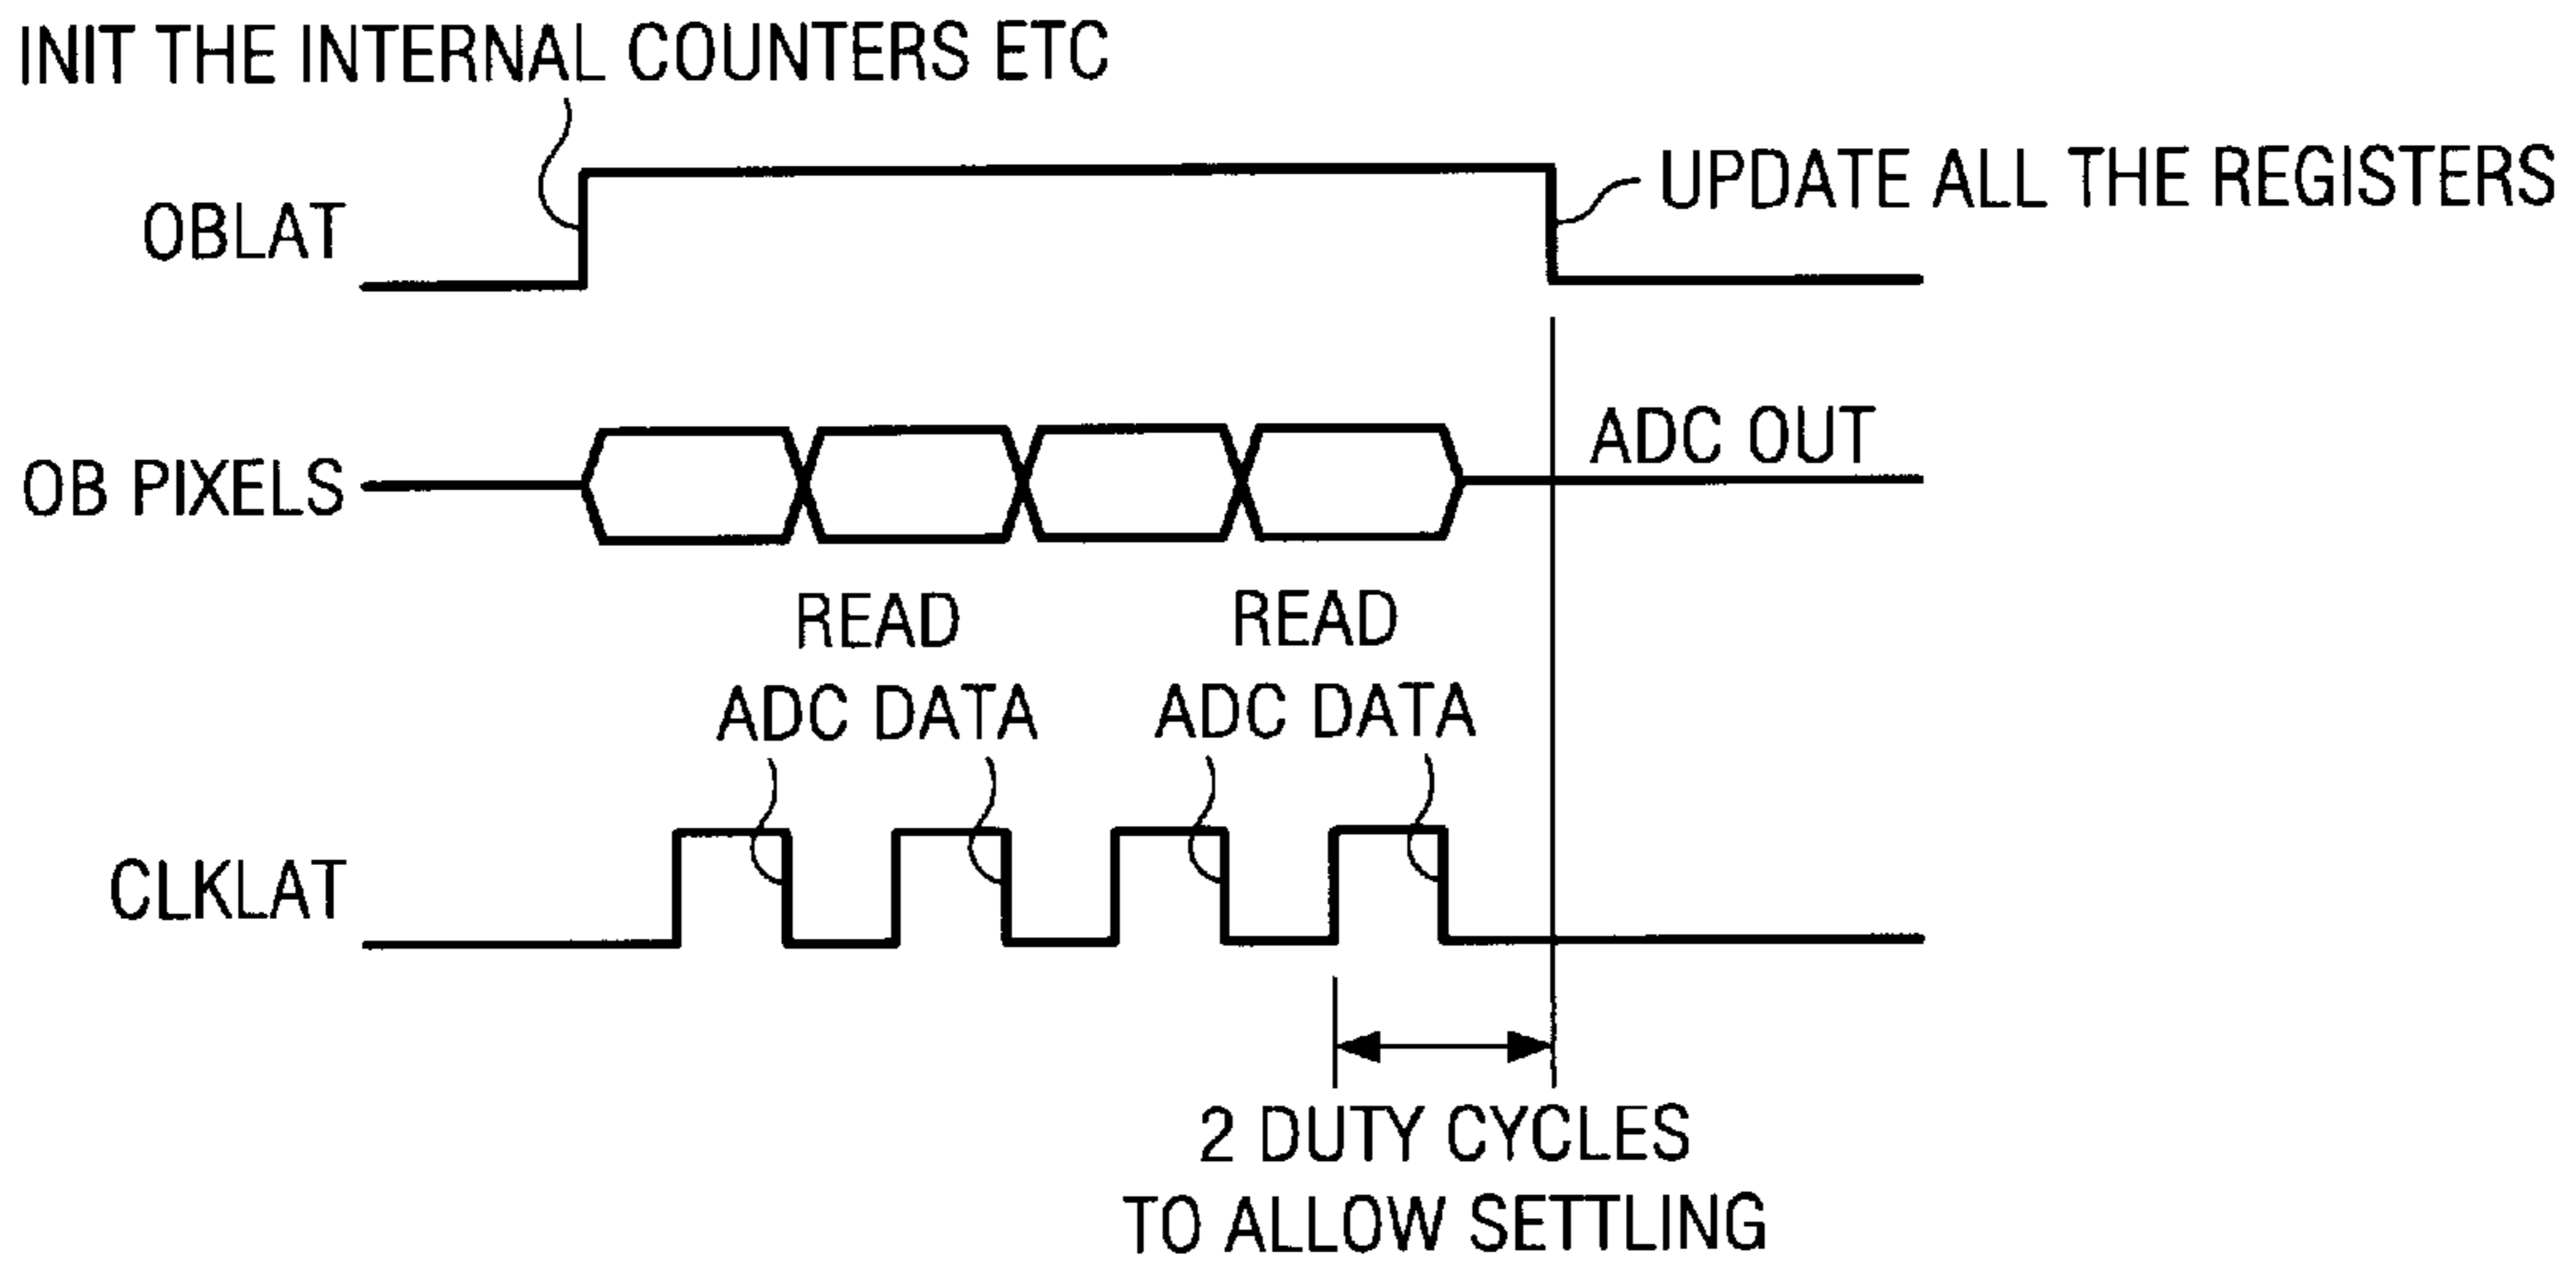 INIT THE INTERNAL COUNTERS ETC
UPDATE ALL THE REGISTERS
OBLAT
ADC OUT
OB PIXELS
READ READ
ADC DATA ADC DATA
CLKLAT
2 DUTY CYCLES
TO ALLOW SETTLING